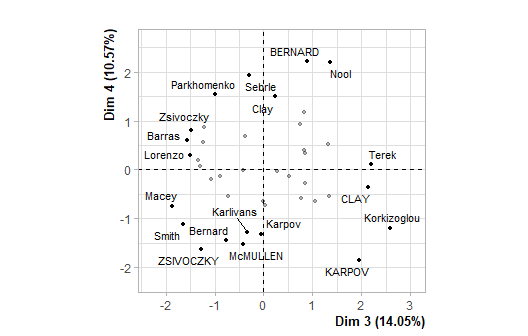 BERNARD
Nool
Sebrle
Parkhomenko
Clay
Zsivoczky
Barras
Lorenzo
Terek
CLAY
Macey
Karlivans
Korkizoglou
Karpov
Smith
Bernard
McMULLEN
ZSIVOCZKY
KARPOV
2
1
0
-1
-2
-2
-1
0
1
2
3
Dim 4 (10.57%)
Dim 3 (14.05%)